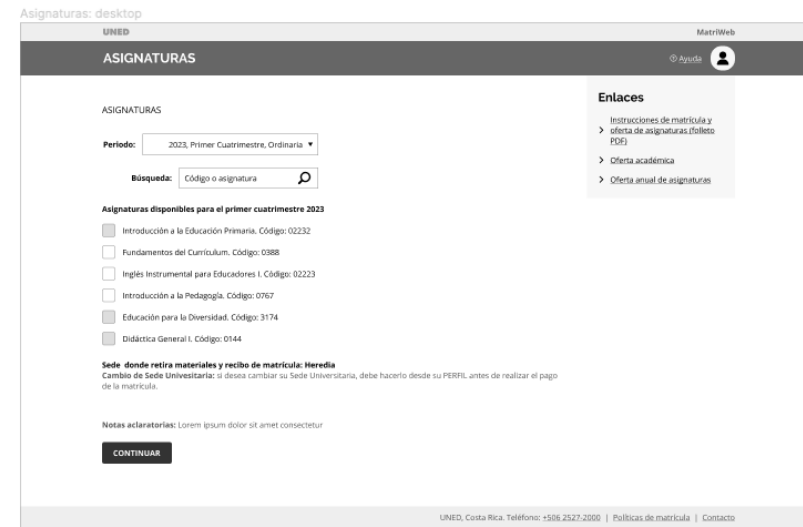 Asignaturas: desktop
UNED
MatriWeb
ASIGNATURAS
Ayuda
ASIGNATURAS
Periodo: 2023, Primer Cuatrimestre, Ordinaria
Búsqueda: Código o asignatura
Asignaturas disponibles para el primer cuatrimestre 2023
Introducción a la Educación Primaria. Código: 02232
Fundamentos del Currículum. Código: 0388
Inglés Instrumental para Educadores I. Código: 02223
Introducción a la Pedagogía. Código: 0767
Educación para la Diversidad. Código: 3174
Didáctica General I. Código: 0144
Sede donde retira materiales y recibo de matrícula: Heredia
Cambio de Sede Univesitaria: si desea cambiar su Sede Universitaria, debe hacerlo desde su PERFIL antes de realizar el pago
de la matrícula.
Notas aclaratorias: Lorem ipsum dolor sit amet consectetur
CONTINUAR
Enlaces
Instrucciones de matrícula y
oferta de asignaturas (folleto
PDF)
Oferta académica
Oferta anual de asignaturas
UNED, Costa Rica. Teléfono: +506 2527-2000 | Políticas de matrícula | Contacto